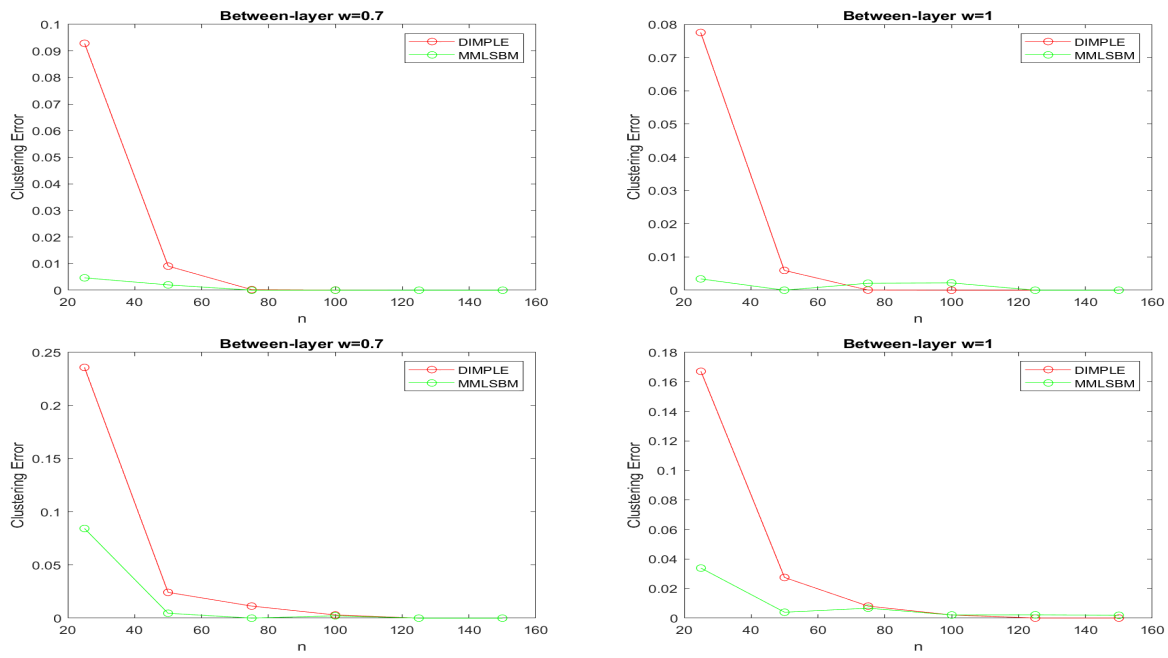 Between-layer w=0.7
Clustering Error
0.1
0.09
0.08
0.07
0.06
0.05
0.04
0.03
0.02
0.01
0
20 40 60 80 100 120 140 160
n
DIMPLE
MMLSBM
Between-layer w=1
Clustering Error
0.08
0.07
0.06
0.05
0.04
0.03
0.02
0.01
0
20 40 60 80 100 120 140 160
n
DIMPLE
MMLSBM
Between-layer w=0.7
Clustering Error
0.25
0.2
0.15
0.1
0.05
0
20 40 60 80 100 120 140 160
n
DIMPLE
MMLSBM
Between-layer w=1
Clustering Error
0.18
0.16
0.14
0.12
0.1
0.08
0.06
0.04
0.02
0
20 40 60 80 100 120 140 160
n
DIMPLE
MMLSBM